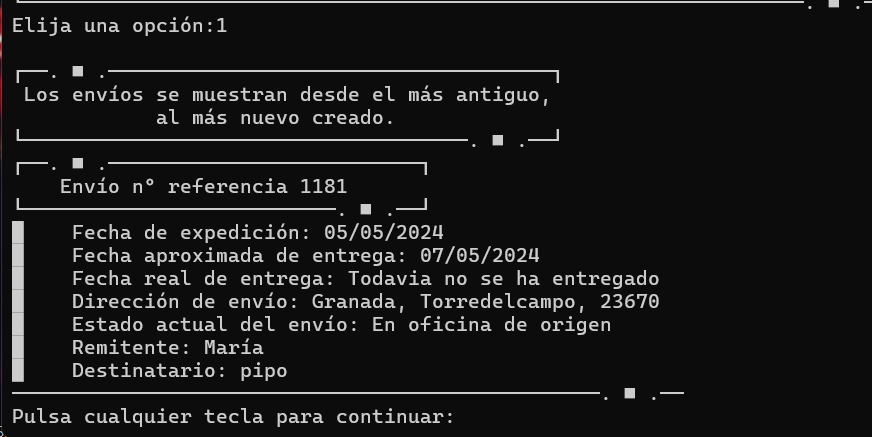 Elija una opción:1
Los envíos se muestran desde el más antiguo,
al más nuevo creado.
Envío nº referencia 1181
Fecha de expedición: 05/05/2024
Fecha aproximada de entrega: 07/05/2024
Fecha real de entrega: Todavia no se ha entregado
Dirección de envío: Granada, Torredelcampo, 23670
Estado actual del envío: En oficina de origen
Remitente: María
Destinatario: pipo
Pulsa cualquier tecla para continuar: